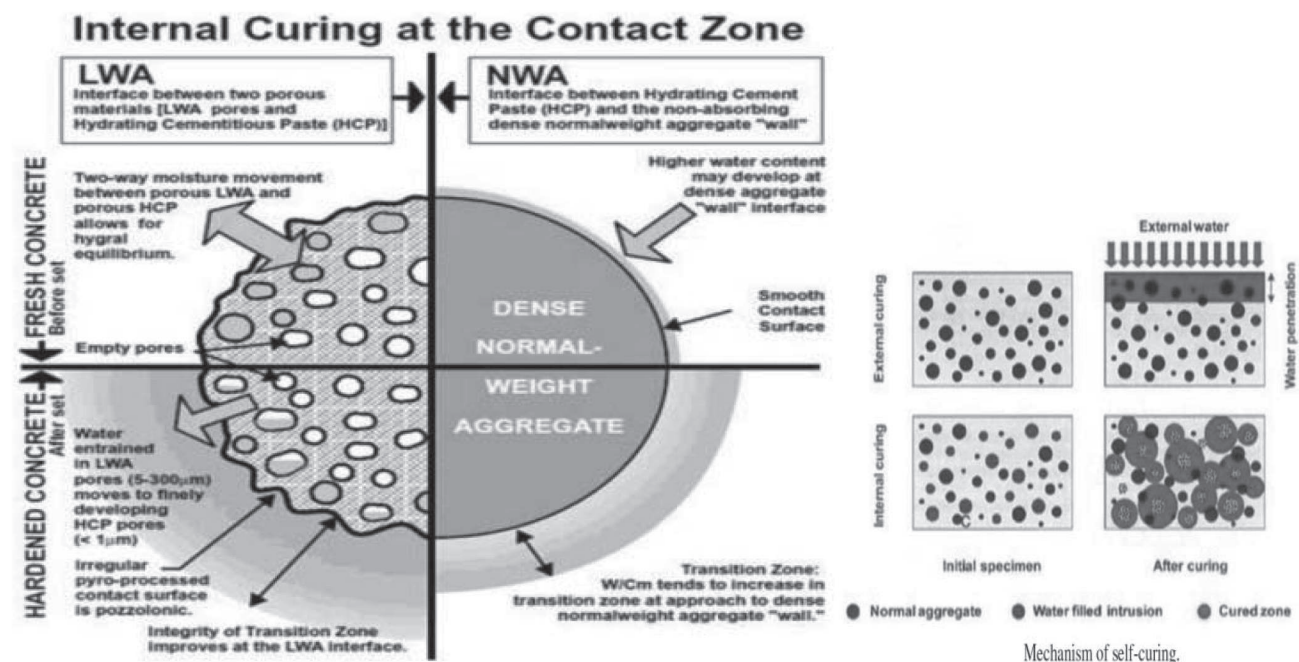 Internal Curing at the Contact Zone
LWA
Interface between two porous
materials [LWA pores and
Hydrating Cementitious Paste (HCP)]
NWA
Interface between Hydrating Cement
Paste (HCP) and the non-absorbing
dense normalweight aggregate "wall"
FRESH CONCRETE
Before set
Two-way moisture movement
between porous LWA and
porous HCP
allows for
hygral
equilibrium.
Empty pores
Higher water content
may develop at
dense aggregate
"wall" interface
Smooth
Contact
Surface
DENSE
NORMAL-
WEIGHT
AGGREGATE
HARDENED CONCRETE
After set
Water
entrained
in LWA
pores (5-300µm)
moves to finely
developing
HCP pores
(< 1µm)
Irregular
pyro-processed
contact surface
is pozzolonic.
Integrity of Transition Zone
improves at the LWA interface.
Transition Zone:
W/Cm tends to increase in
transition zone at approach to dense
normalweight aggregate "wall."
External water
External curing
Water penetration
Internal curing
Initial specimen
After curing
Normal aggregate
Water filled intrusion
Cured zone
Mechanism of self-curing.